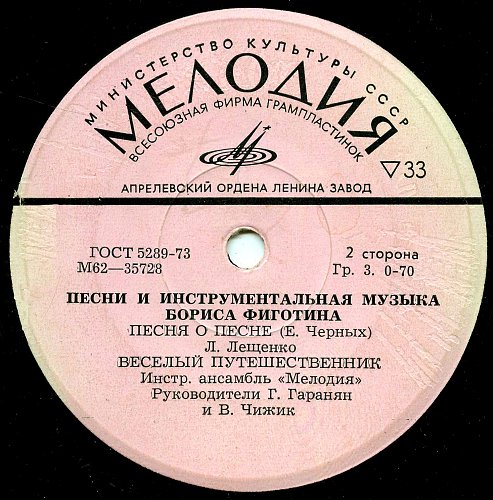 МИНИСТЕРСТВО КУЛЬТУРЫ СССР
МЕЛОДИЯ
ВСЕСОЮЗНАЯ ФИРМА ГРАМПЛАСТИНОК
▽33
АПРЕЛЕВСКИЙ ОРДЕНА ЛЕНИНА ЗАВОД
ГОСТ 5289-73
М62—35728
2 сторона
Гр. 3. 0-70
ПЕСНИ И ИНСТРУМЕНТАЛЬНАЯ МУЗЫКА
БОРИСА ФИГОТИНА
ПЕСНЯ О ПЕСНЕ (Е. Черных)
Л. Лещенко
ВЕСЕЛЫЙ ПУТЕШЕСТВЕННИК
Инстр. ансамбль «Мелодия»
Руководители Г. Гаранян
и В. Чижик